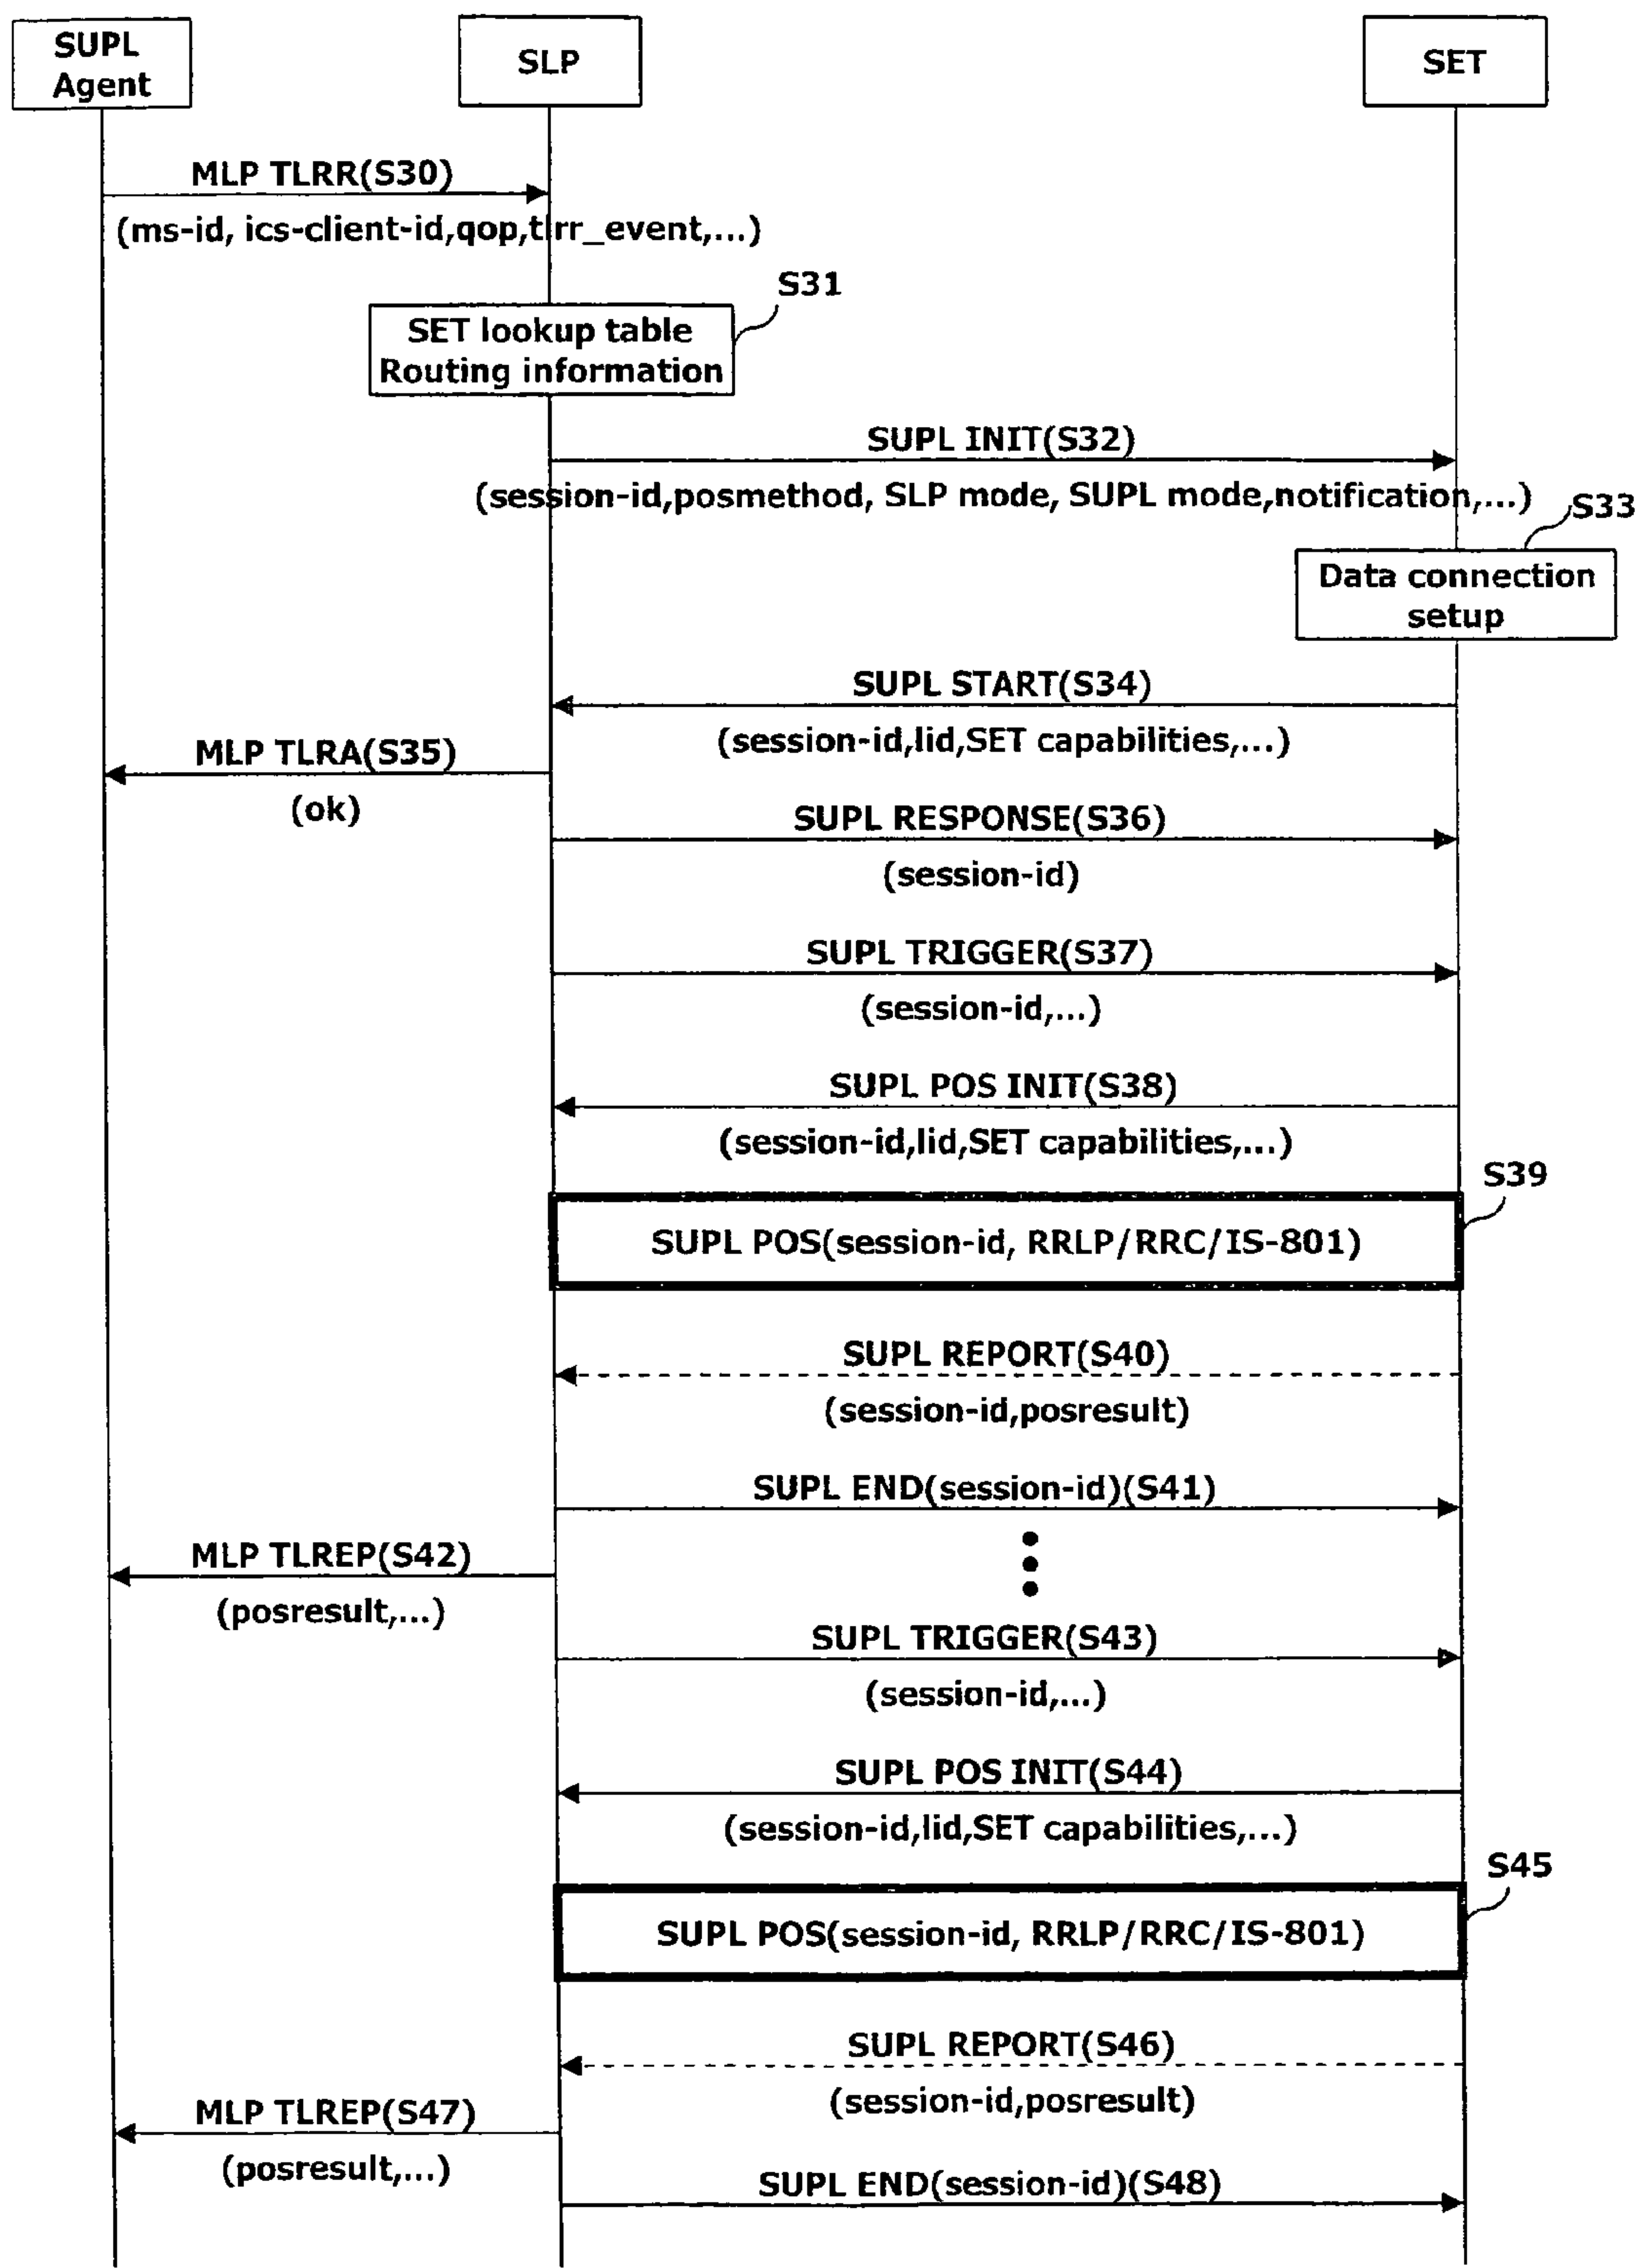 SUPL
Agent
SLP
SET
MLP TLRR(S30)
(ms-id, ics-client-id,qop,tlrr_event,...)
S31
SET lookup table
Routing information
SUPL INIT(S32)
(session-id,posmethod, SLP mode, SUPL mode,notification,...)
S33
Data connection
setup
SUPL START(S34)
(session-id,lid,SET capabilities,...)
MLP TLRA(S35)
(ok)
SUPL RESPONSE(S36)
(session-id)
SUPL TRIGGER(S37)
(session-id,...)
SUPL POS INIT(S38)
(session-id,lid,SET capabilities,...)
S39
SUPL POS(session-id, RRLP/RRC/IS-801)
SUPL REPORT(S40)
(session-id,posresult)
SUPL END(session-id)(S41)
MLP TLREP(S42)
(posresult,...)
SUPL TRIGGER(S43)
(session-id,...)
SUPL POS INIT(S44)
(session-id,lid,SET capabilities,...)
S45
SUPL POS(session-id, RRLP/RRC/IS-801)
SUPL REPORT(S46)
(session-id,posresult)
MLP TLREP(S47)
(posresult,...)
SUPL END(session-id)(S48)